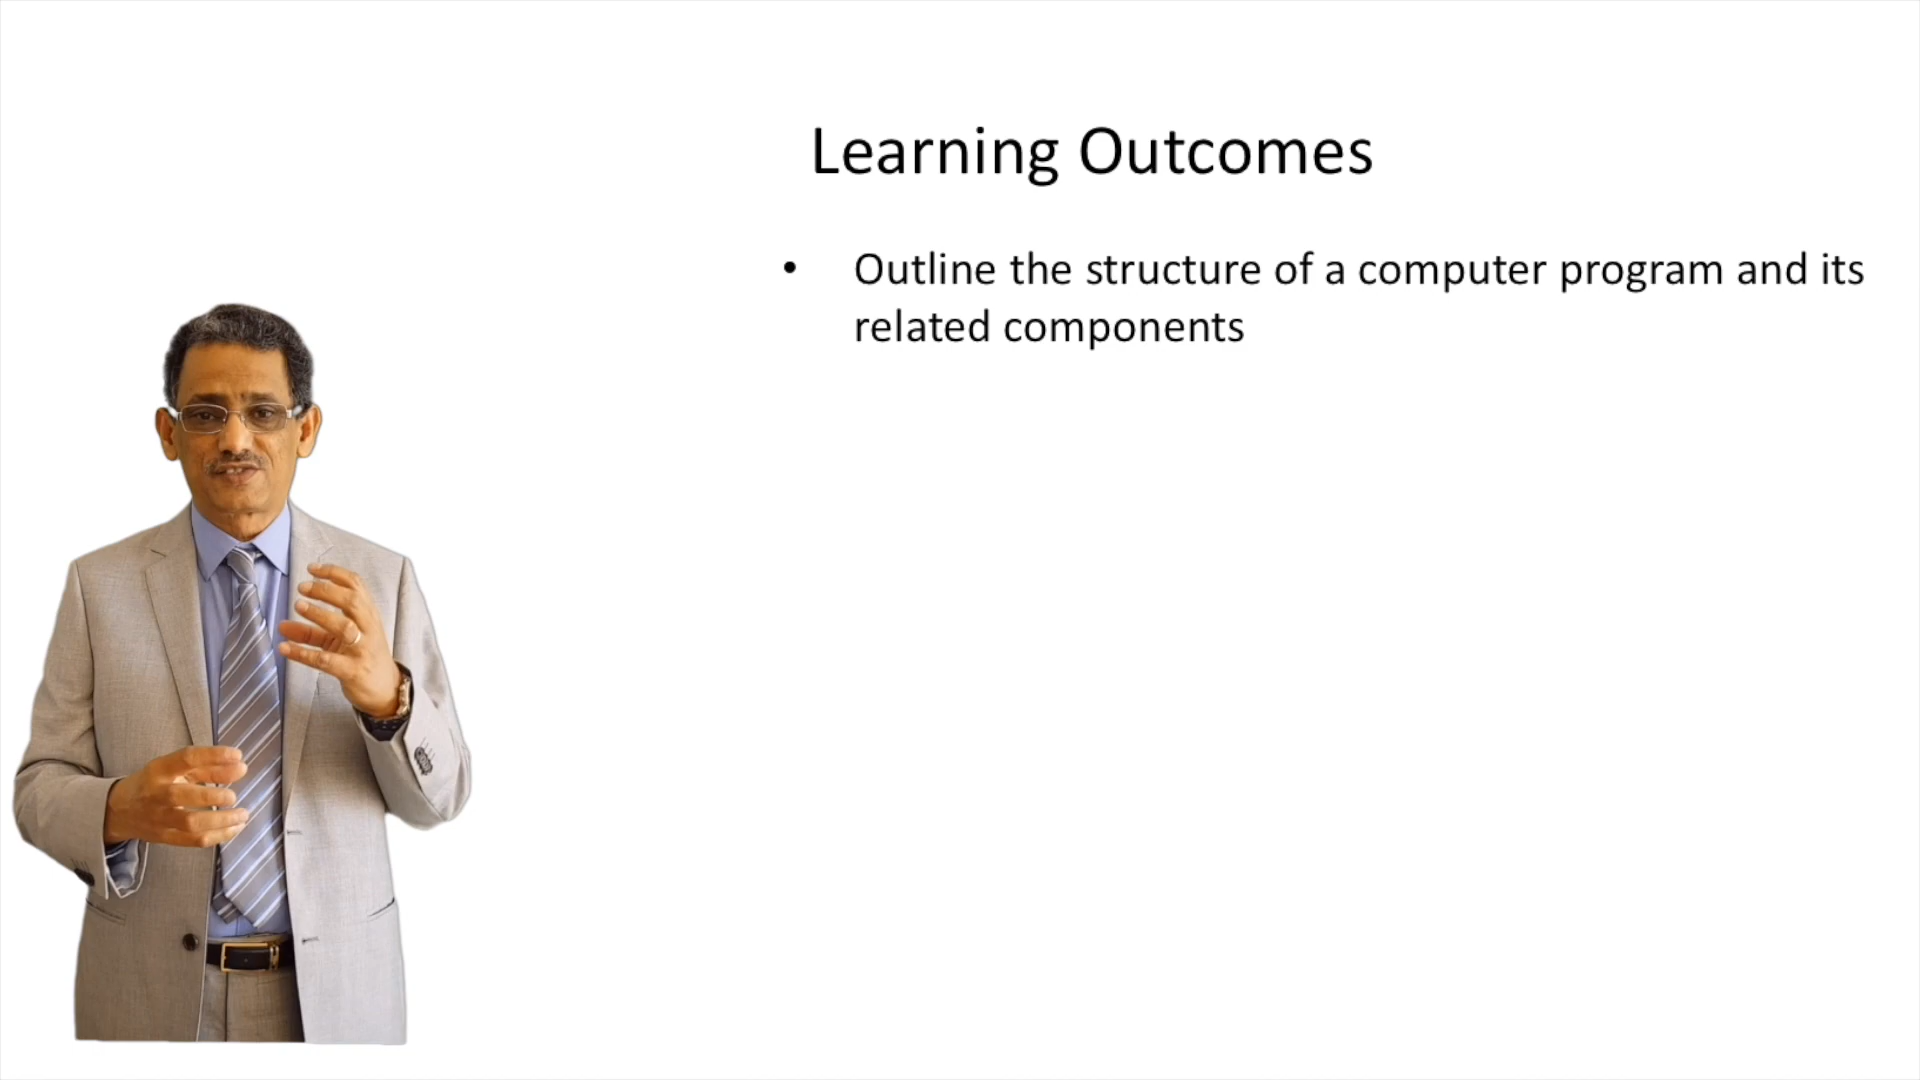 Learning Outcomes
• Outline the structure of a computer program and its
related components